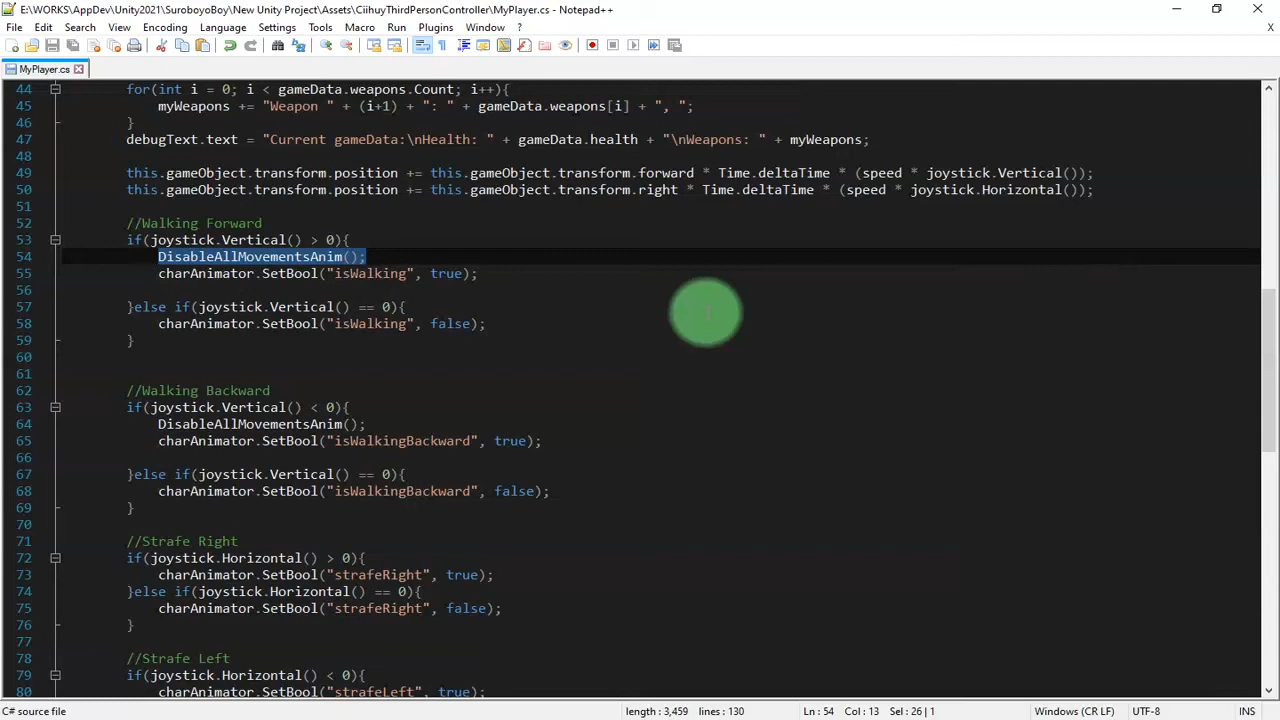 E:\WORKS\AppDev\Unity2021\SuroboyoBoy\New Unity Project\Assets\CiihuyThirdPersonController\MyPlayer.cs - Notepad++
File Edit Search View Encoding Language Settings Tools Macro Run Plugins Window ? X
MyPlayer.cs
44 for(int i = 0; i < gameData.weapons.Count; i++){
45 myWeapons += "Weapon " + (i+1) + ": " + gameData.weapons[i] + ", ";
46 }
47 debugText.text = "Current gameData:\nHealth: " + gameData.health + "\nWeapons: " + myWeapons;
48
49 this.gameObject.transform.position += this.gameObject.transform.forward * Time.deltaTime * (speed * joystick.Vertical());
50 this.gameObject.transform.position += this.gameObject.transform.right * Time.deltaTime * (speed * joystick.Horizontal());
51
52 //Walking Forward
53 if(joystick.Vertical() > 0){
54 DisableAllMovementsAnim();
55 charAnimator.SetBool("isWalking", true);
56
57 }else if(joystick.Vertical() == 0){
58 charAnimator.SetBool("isWalking", false);
59 }
60
61
62 //Walking Backward
63 if(joystick.Vertical() < 0){
64 DisableAllMovementsAnim();
65 charAnimator.SetBool("isWalkingBackward", true);
66
67 }else if(joystick.Vertical() == 0){
68 charAnimator.SetBool("isWalkingBackward", false);
69 }
70
71 //Strafe Right
72 if(joystick.Horizontal() > 0){
73 charAnimator.SetBool("strafeRight", true);
74 }else if(joystick.Horizontal() == 0){
75 charAnimator.SetBool("strafeRight", false);
76 }
77
78 //Strafe Left
79 if(joystick.Horizontal() < 0){
80 charAnimator.SetBool("strafeLeft", true);
C# source file length : 3,459 lines : 130 Ln : 54 Col : 13 Sel : 26 | 1 Windows (CR LF) UTF-8 INS